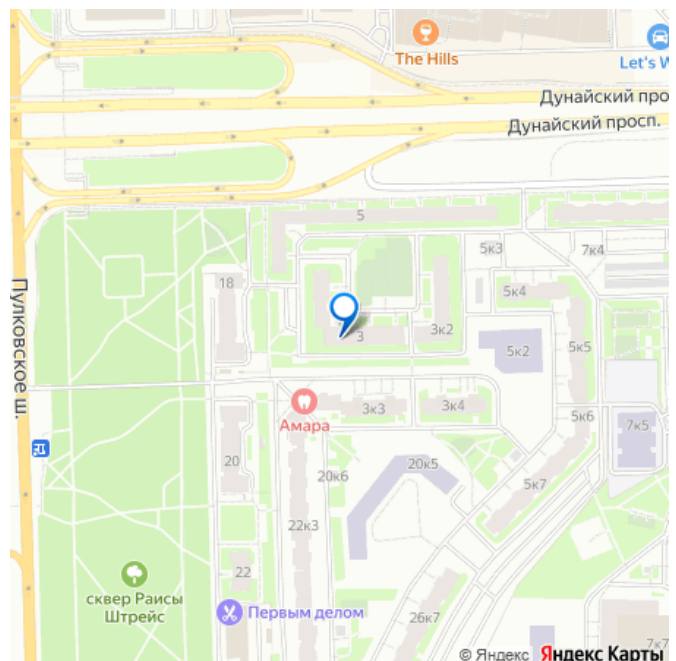 The Hills
Let's W
Дунайский про
Дунайский просп.
5
5к3
7к4
18
5к4
3
3к2
5к2
5к5
Пулковское ш.
Амара
3к3
3к4
5к6
7к5
20
20к6
20к5
5к7
22к3
22
сквер Раисы
Штрейс
Первым делом
26к7
7к7
© Яндекс Яндекс Карты